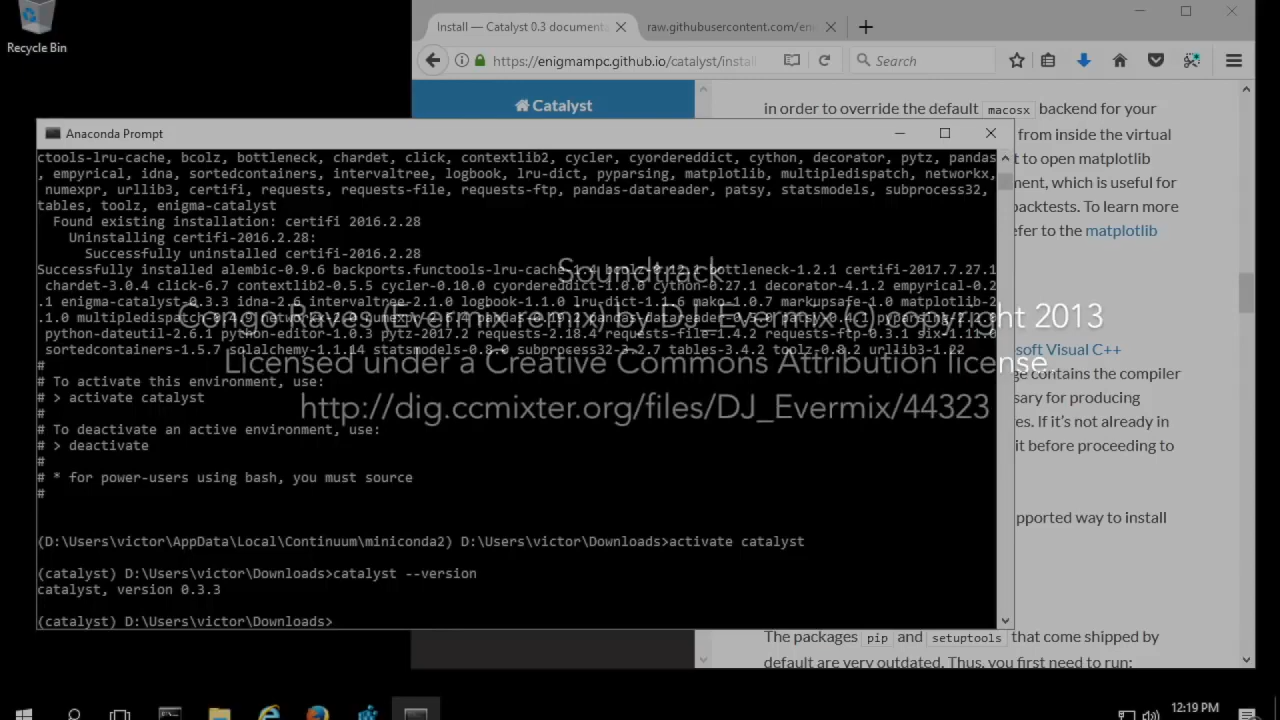 Recycle Bin
Install — Catalyst 0.3 documenta
raw.githubusercontent.com/eni
https://enigmampc.github.io/catalyst/install
Search
Catalyst
in order to override the default macosx backend for your
from inside the virtual
t to open matplotlib
ment, which is useful for
backtests. To learn more
efer to the matplotlib
Anaconda Prompt
ctools-lru-cache, bcolz, bottleneck, chardet, click, contextlib2, cycler, cyordereddict, cython, decorator, pytz, pandas
, empyrical, idna, sortedcontainers, intervaltree, logbook, lru-dict, pyparsing, matplotlib, multipledispatch, networkx,
numexpr, urllib3, certifi, requests, requests-file, requests-ftp, pandas-datareader, patsy, statsmodels, subprocess32,
tables, toolz, enigma-catalyst
Found existing installation: certifi 2016.2.28
Uninstalling certifi-2016.2.28:
Successfully uninstalled certifi-2016.2.28
Successfully installed alembic-0.9.6 backports.functools-lru-cache-1.4 bcolz-0.12.1 bottleneck-1.2.1 certifi-2017.7.27.1
chardet-3.0.4 click-6.7 contextlib2-0.5.5 cycler-0.10.0 cyordereddict-1.0.0 cython-0.27.1 decorator-4.1.2 empyrical-0.2
.1 enigma-catalyst-0.3.3 idna-2.6 intervaltree-2.1.0 logbook-1.1.0 lru-dict-1.1.6 mako-1.0.7 markupsafe-1.0 matplotlib-2
.1.0 multipledispatch
python-dateutil-2.6.1 python-editor-1.0.3 pytz-2017.2 requests-2.18.4 requests-file-1.4.2 requests-ftp-0.3.1 six-1.11.0
sortedcontainers-1.5.7 sqlalchemy-1.1.14 statsmodels-0.8.0 subprocess32-3.2.7 tables-3.4.2 toolz-0.8.2 urllib3-1.22
#
# To activate this environment, use:
# > activate catalyst
#
# To deactivate an active environment, use:
# > deactivate
#
# * for power-users using bash, you must source
#
(D:\Users\victor\AppData\Local\Continuum\miniconda2) D:\Users\victor\Downloads>activate catalyst
(catalyst) D:\Users\victor\Downloads>catalyst --version
catalyst, version 0.3.3
(catalyst) D:\Users\victor\Downloads>
Soundtrack
Congo Raves (Evermix remix) by DJ_Evermix (c) copyright 2013
Licensed under a Creative Commons Attribution license.
http://dig.ccmixter.org/files/DJ_Evermix/44323
soft Visual C++
ge contains the compiler
sary for producing
es. If it's not already in
it before proceeding to
pported way to install
The packages pip and setuptools that come shipped by
default are very outdated. Thus, you first need to run:
12:19 PM